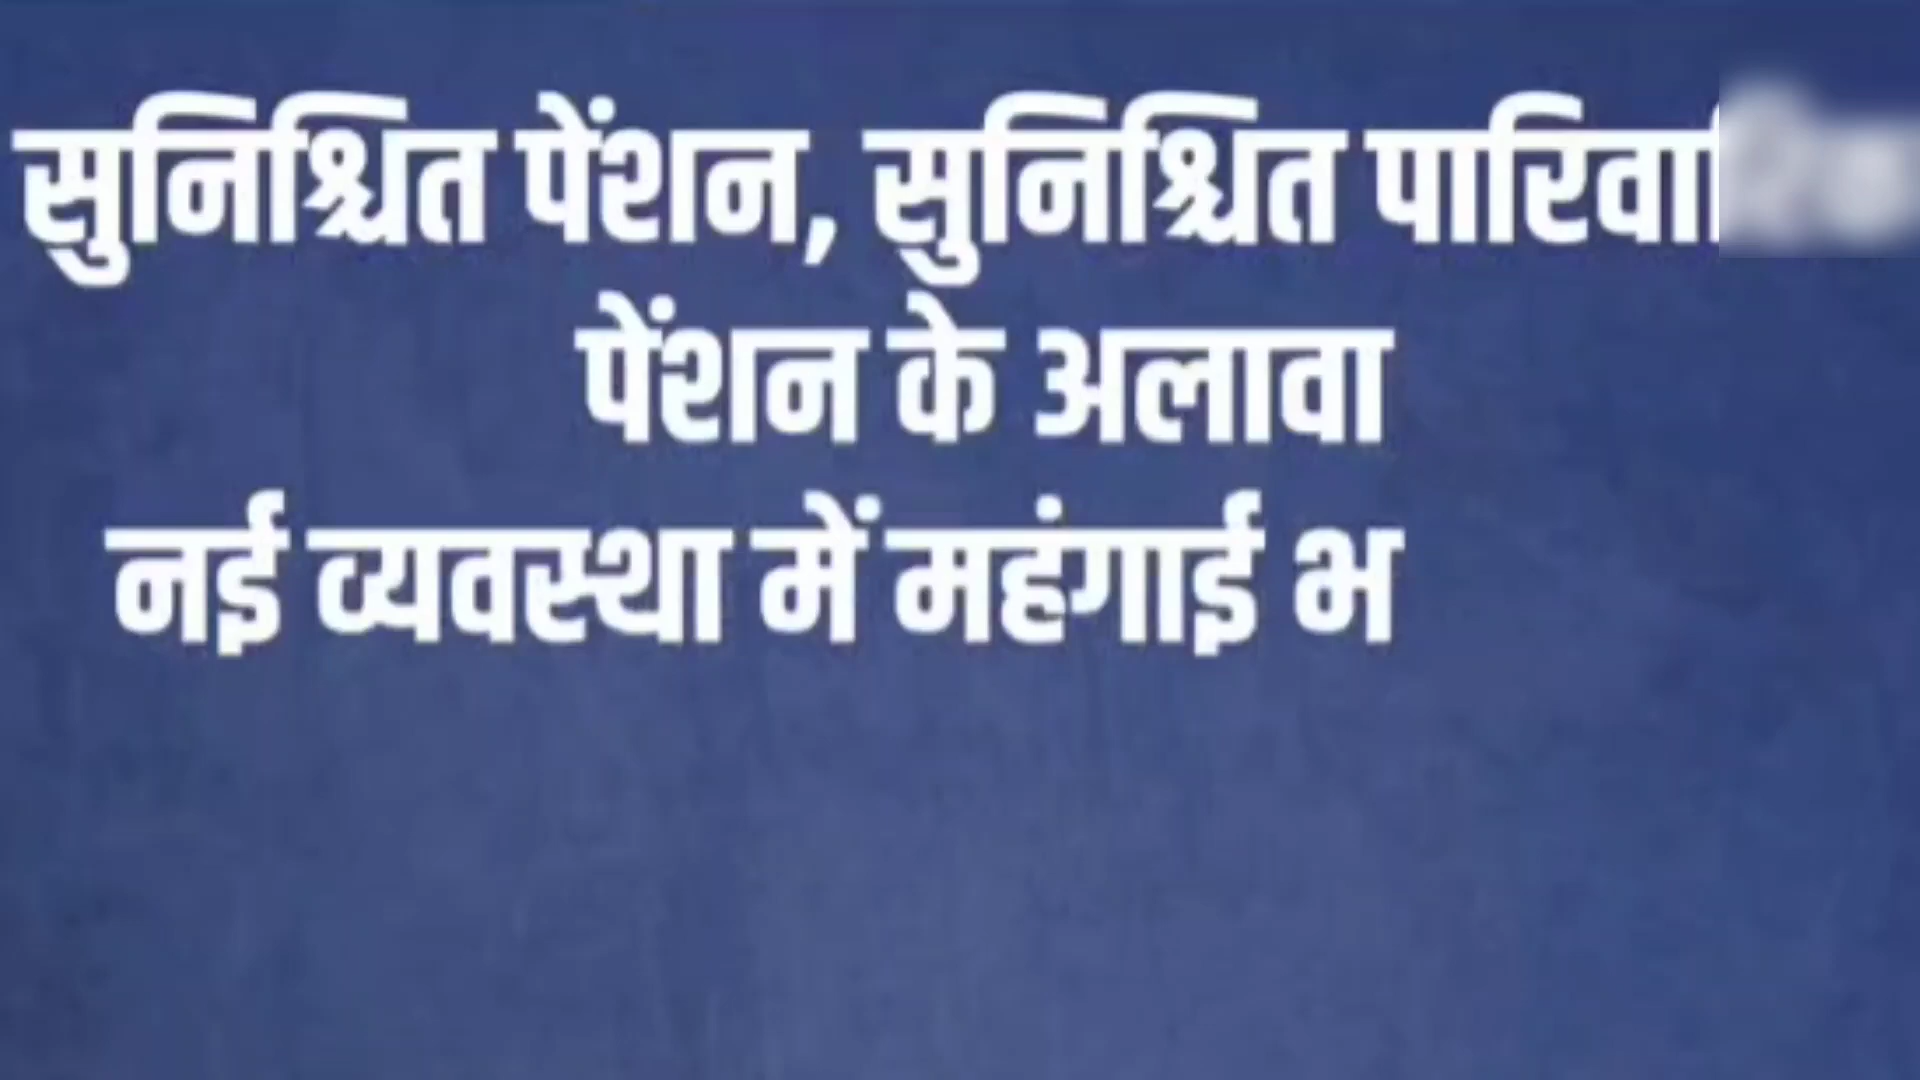 सुनिश्चित पेंशन, सुनिश्चित
पेंशन के अलावा
नई व्यवस्था में महंगाई भ